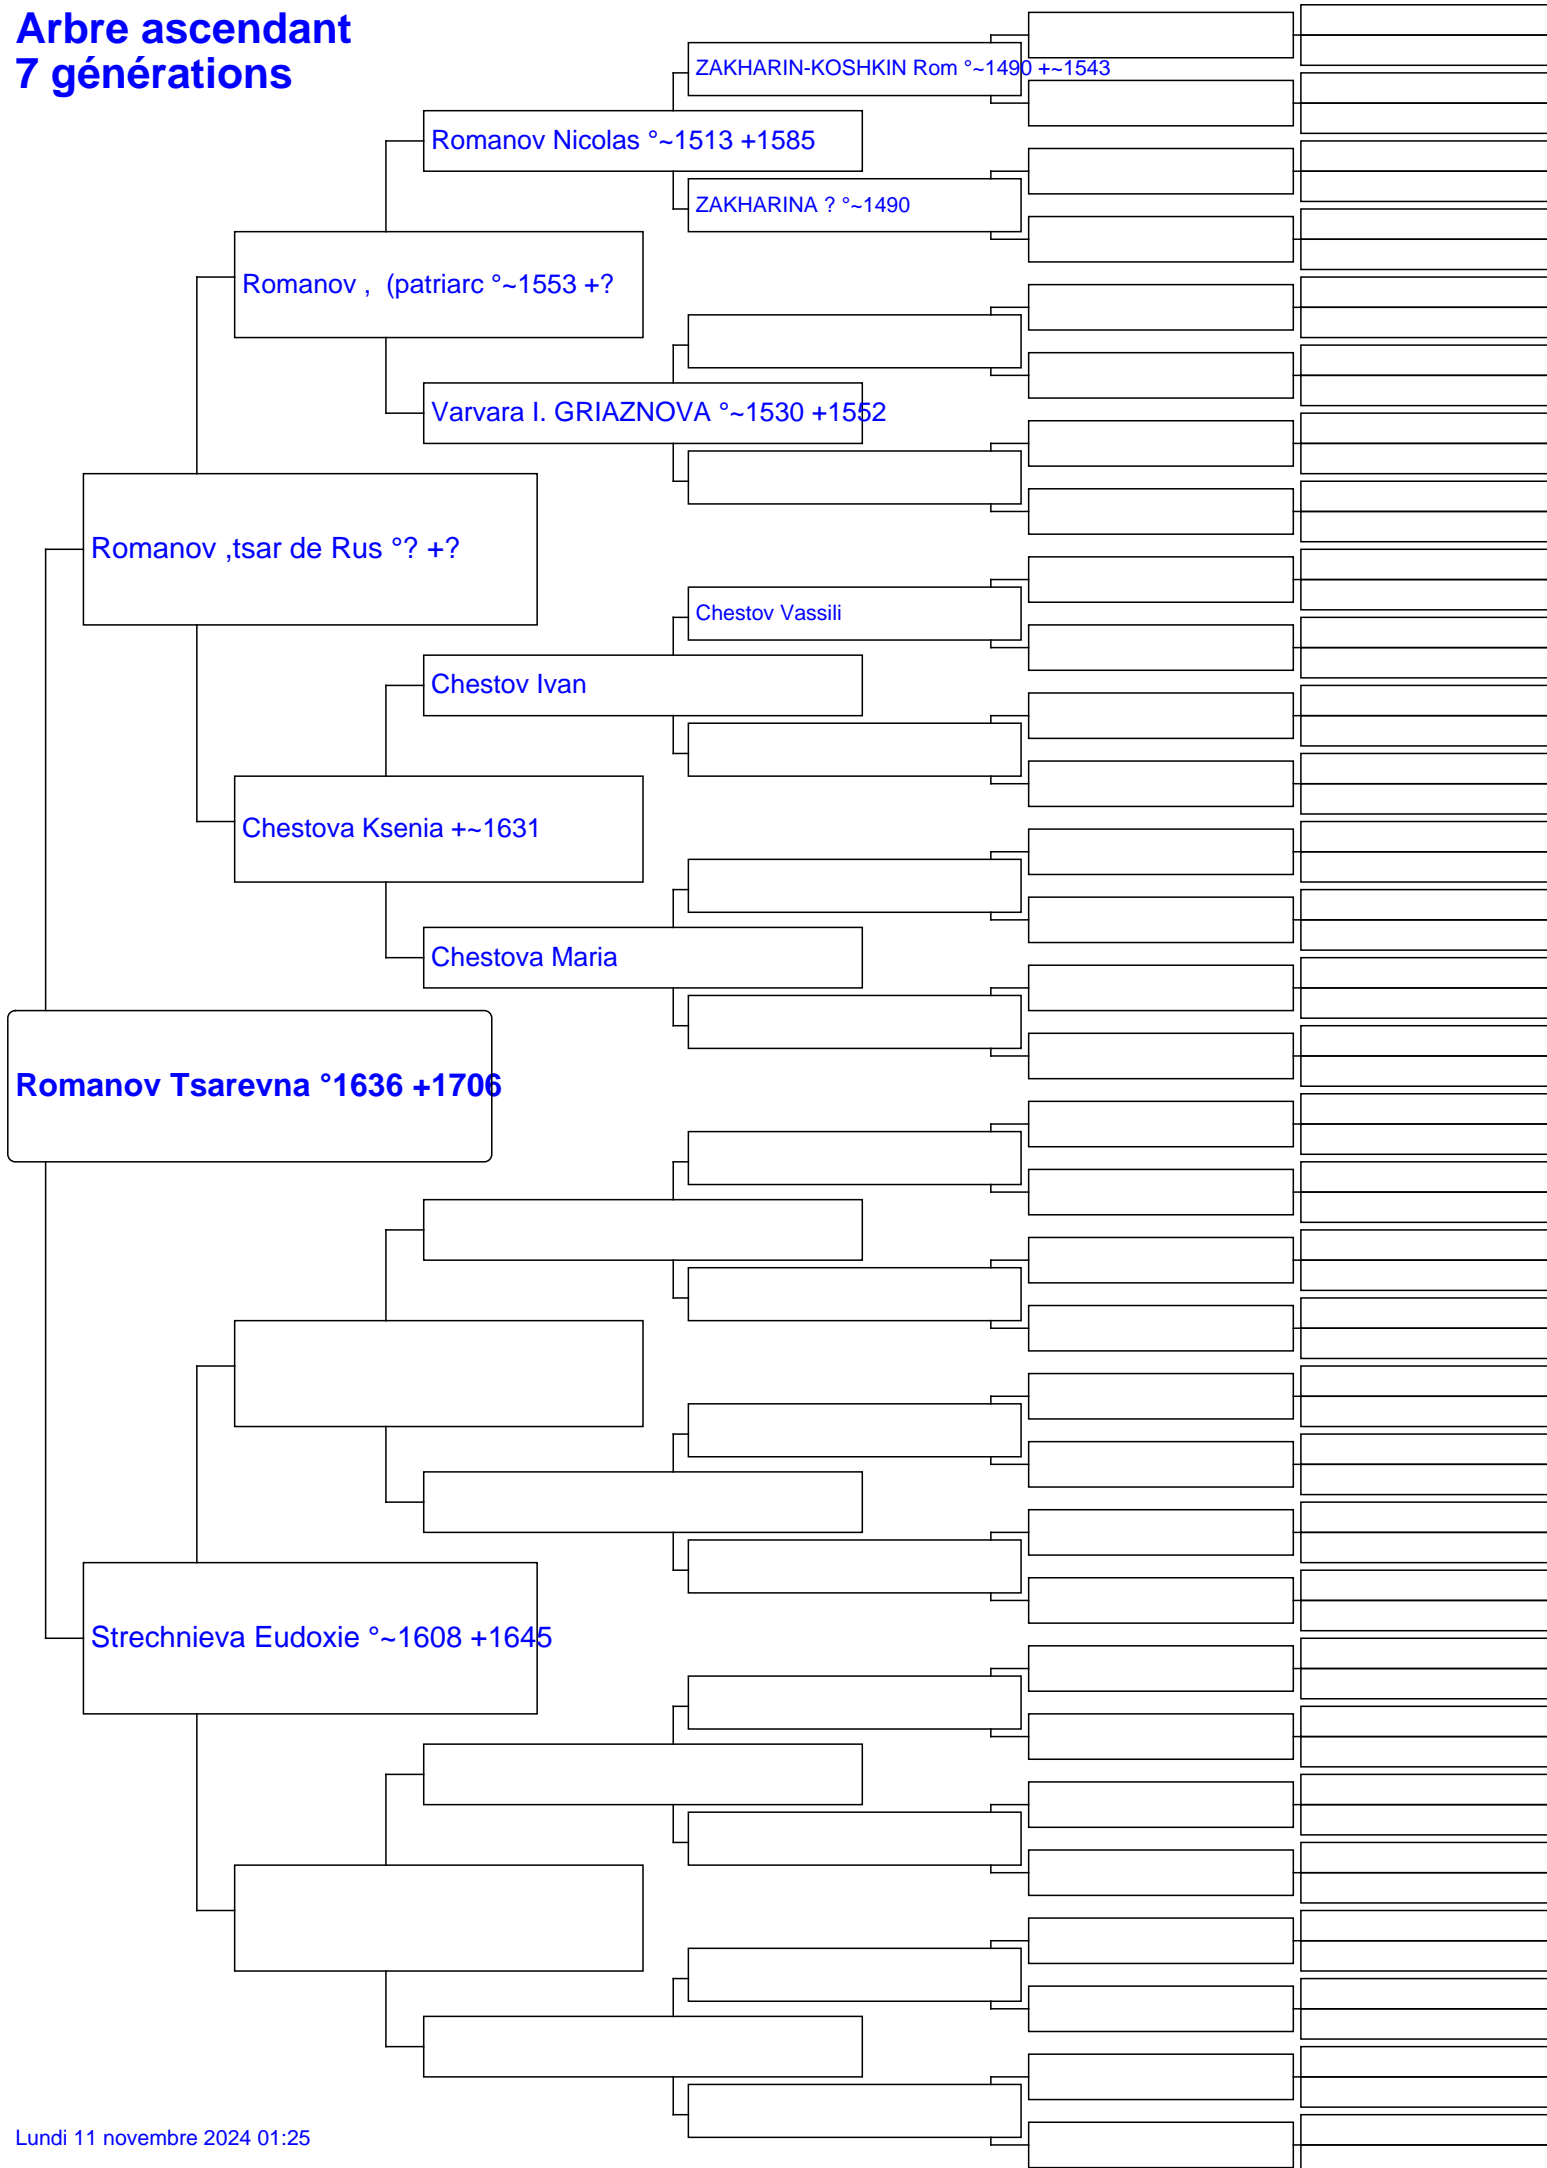 Arbre ascendant
7 générations
ZAKHARIN-KOSHKIN Rom °~1490 +~1543
Romanov Nicolas °~1513 +1585
ZAKHARINA ? °~1490
Romanov ,  (patriarc °~1553 +?
Varvara I. GRIAZNOVA °~1530 +1552
Romanov ,tsar de Rus °? +?
Chestov Vassili
Chestov Ivan
Chestova Ksenia +~1631
Chestova Maria
Romanov Tsarevna °1636 +1706
Strechnieva Eudoxie °~1608 +1645
Lundi 11 novembre 2024 01:25